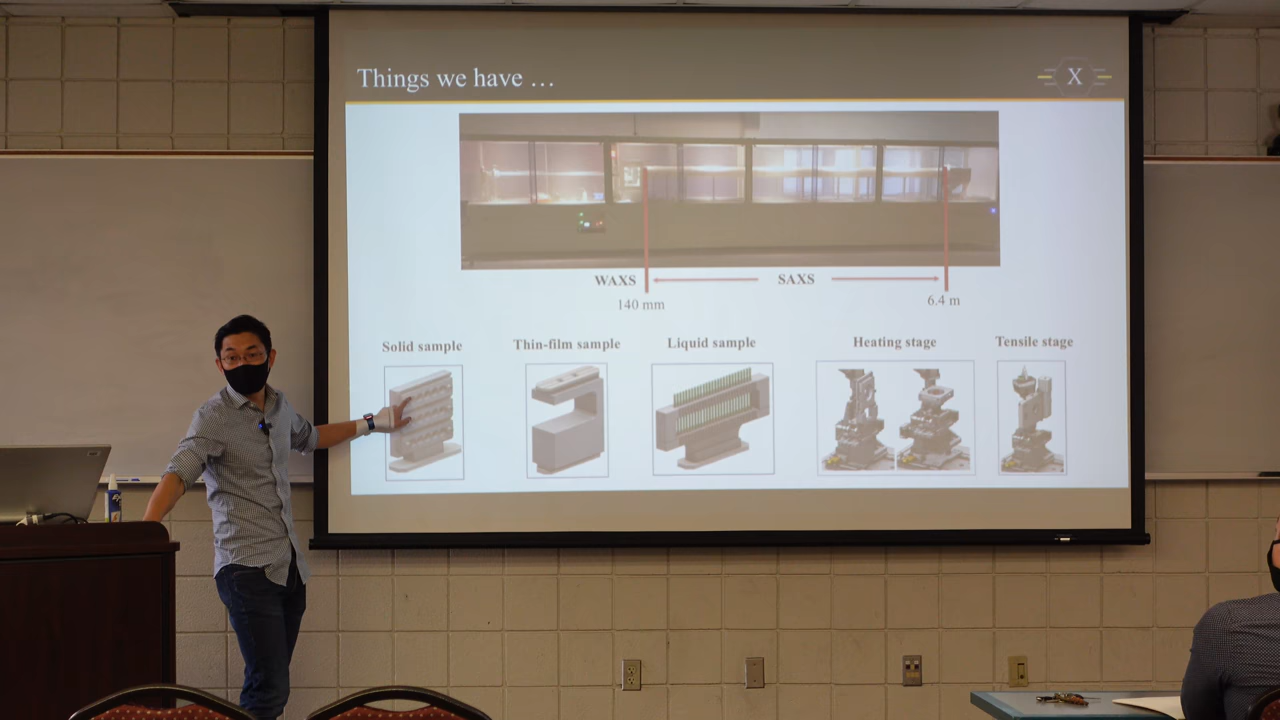 Things we have …
X
WAXS
SAXS
140 mm
6.4 m
Solid sample
Thin-film sample
Liquid sample
Heating stage
Tensile stage